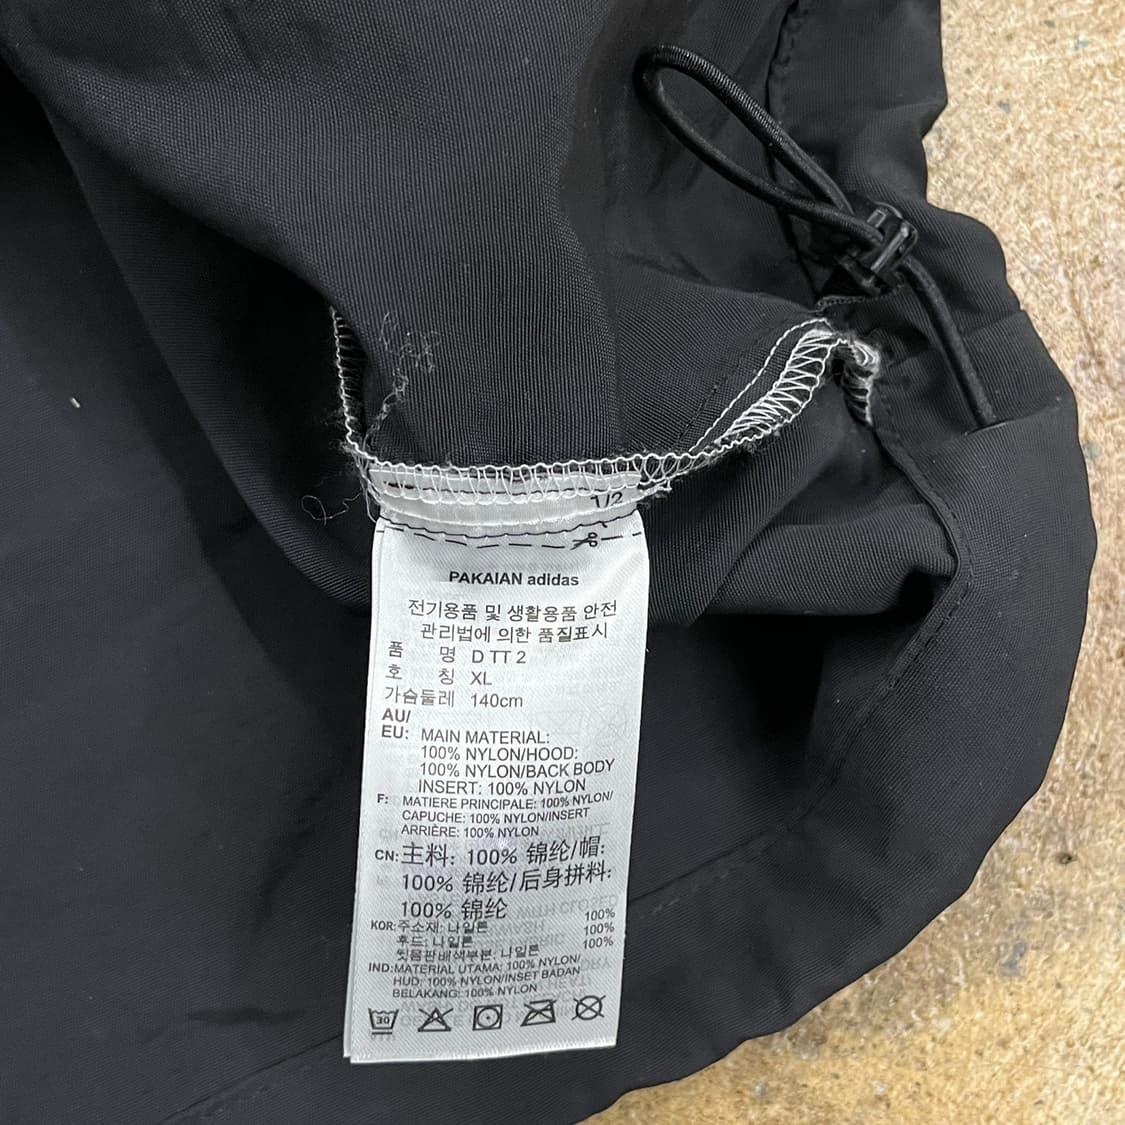 1/2
PAKAIAN adidas
전기용품 및 생활용품 안전
관리법에 의한 품질표시
품 명 D TT 2
호 칭 XL
가슴둘레 140cm
AU/
EU: MAIN MATERIAL:
100% NYLON/HOOD:
100% NYLON/BACK BODY
INSERT: 100% NYLON
F: MATIERE PRINCIPALE: 100% NYLON/
CAPUCHE: 100% NYLON/INSERT
ARRIÈRE: 100% NYLON
CN: 主料: 100% 锦纶/帽:
100% 锦纶/后身拼料:
100% 锦纶
KOR: 주소재: 나일론 100%
후드: 나일론 100%
뒷몸판배색부분: 나일론 100%
IND: MATERIAL UTAMA: 100% NYLON/
HUD: 100% NYLON/INSET BADAN
BELAKANG: 100% NYLON
30